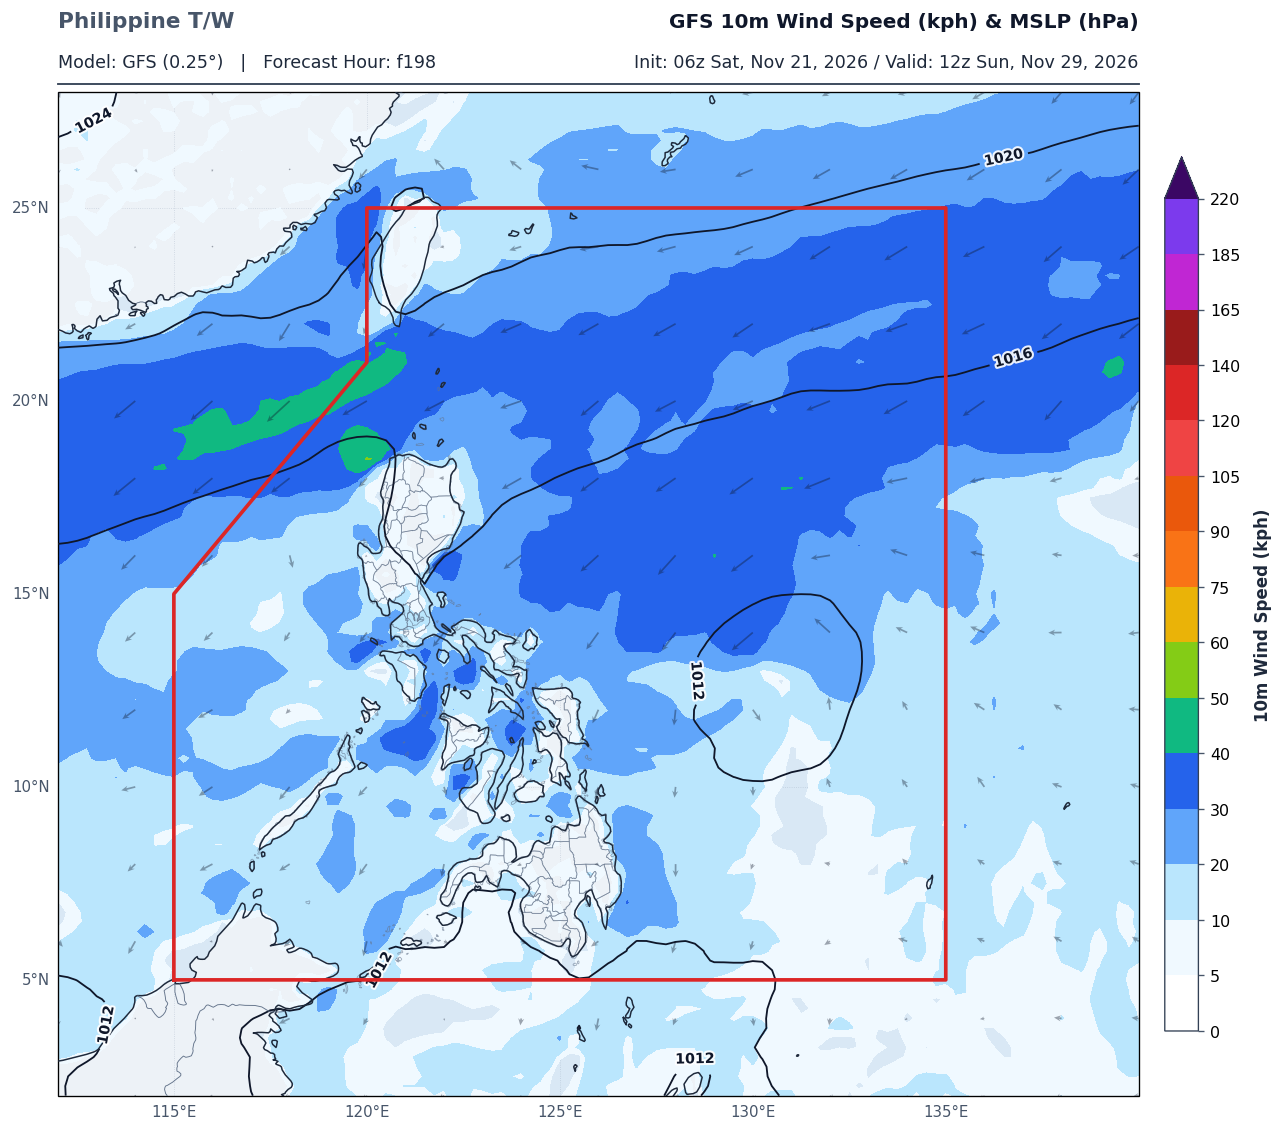 Philippine T/W
GFS 10m Wind Speed (kph) & MSLP (hPa)
Model: GFS (0.25°)   |   Forecast Hour: f198
Init: 06z Sat, Nov 21, 2026 / Valid: 12z Sun, Nov 29, 2026
1024
1020
1016
1012
1012
1012
1012
25°N
20°N
15°N
10°N
5°N
115°E
120°E
125°E
130°E
135°E
220
185
165
140
120
105
90
75
60
50
40
30
20
10
5
0
10m Wind Speed (kph)